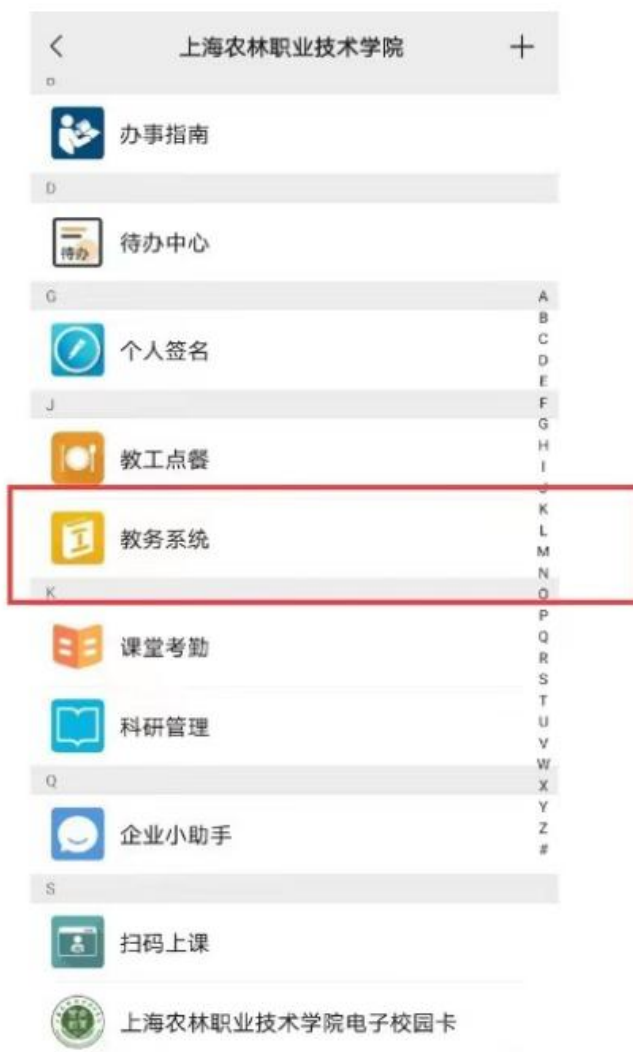 上海农林职业技术学院
办事指南
D
待办
待办中心
G
个人签名
J
教工点餐
教务系统
K
课堂考勤
科研管理
Q
企业小助手
S
扫码上课
上海农林职业技术学院电子校园卡
A
B
C
D
E
F
G
H
I
J
K
L
M
N
O
P
Q
R
S
T
U
V
W
X
Y
Z
#